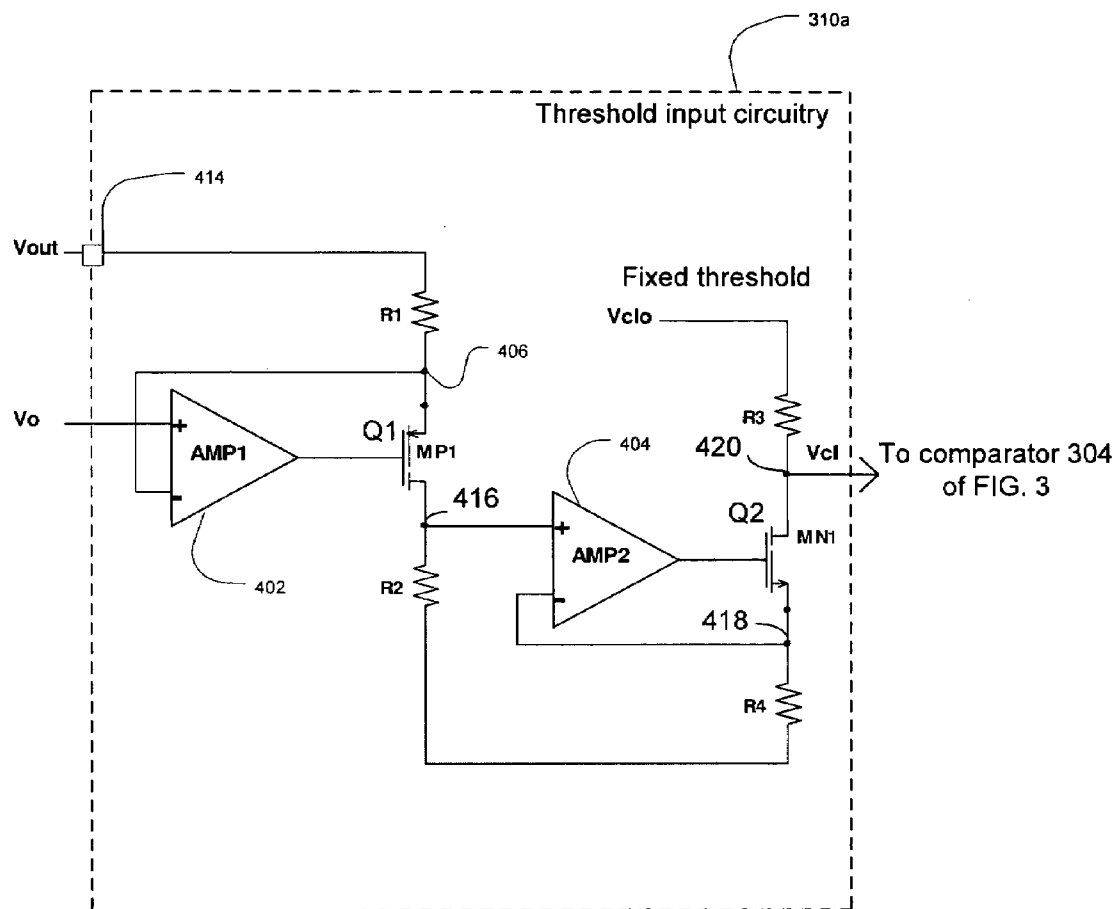 310a
Threshold input circuitry
414
Vout
Fixed threshold
Vclo
R1
406
R3
Vo
+
AMP1
-
Q1
MP1
404
420
Vcl
To comparator 304
of FIG. 3
416
Q2
+
AMP2
-
MN1
402
R2
418
R4